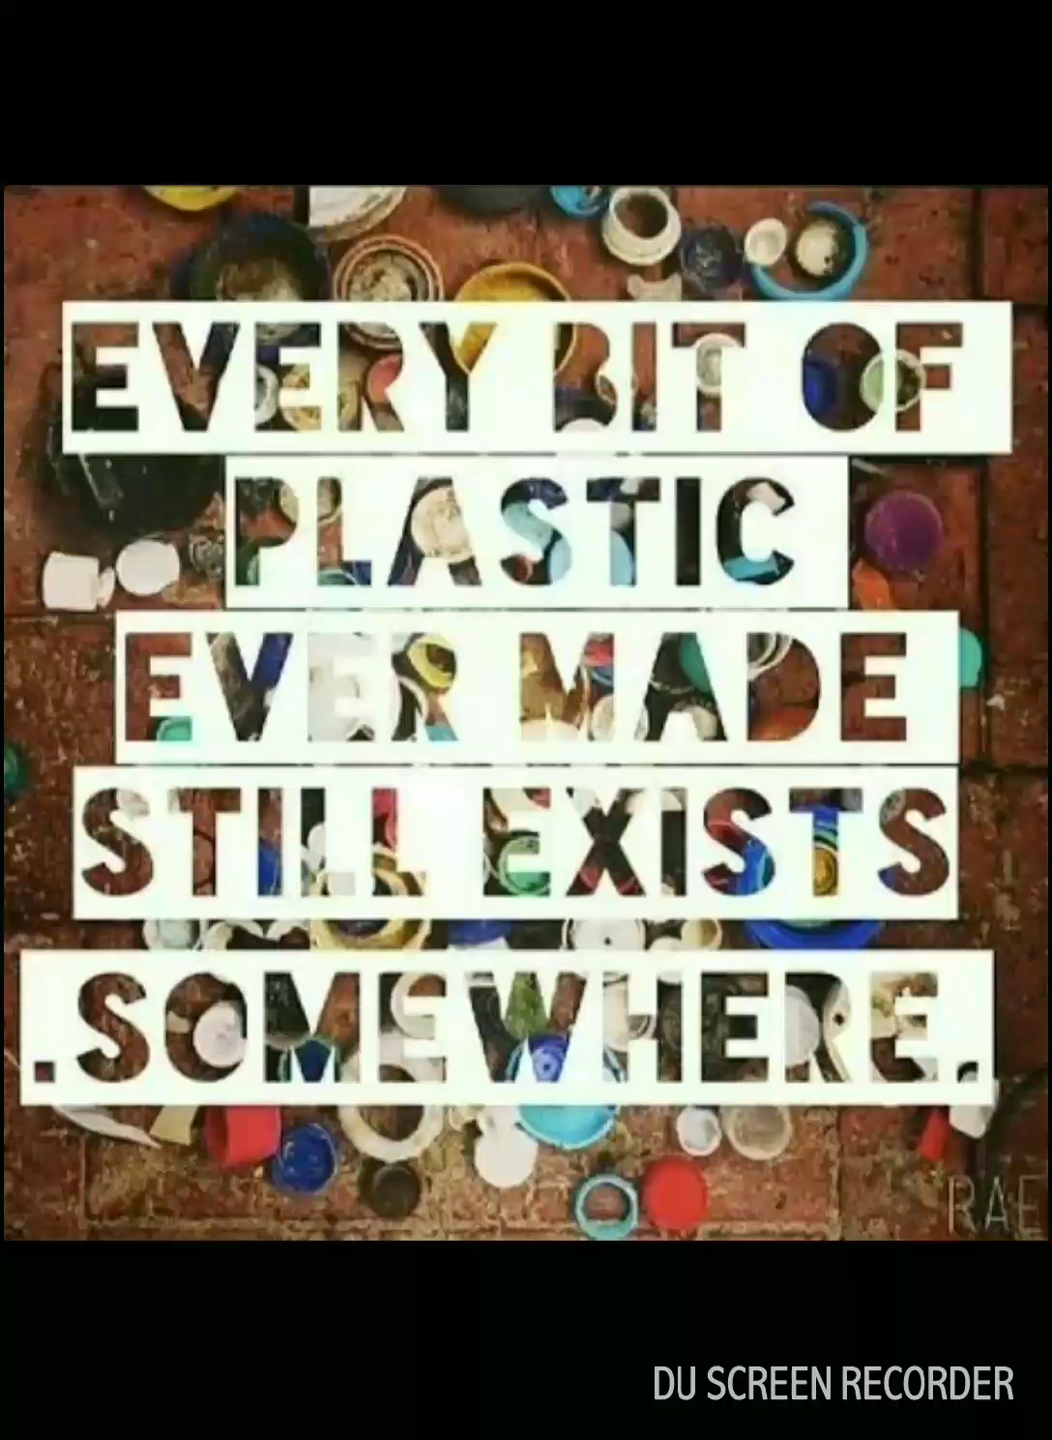 EVERY BIT OF
PLASTIC
EVER MADE
STILL EXISTS
.SOMEWHERE.
RAE
DU SCREEN RECORDER